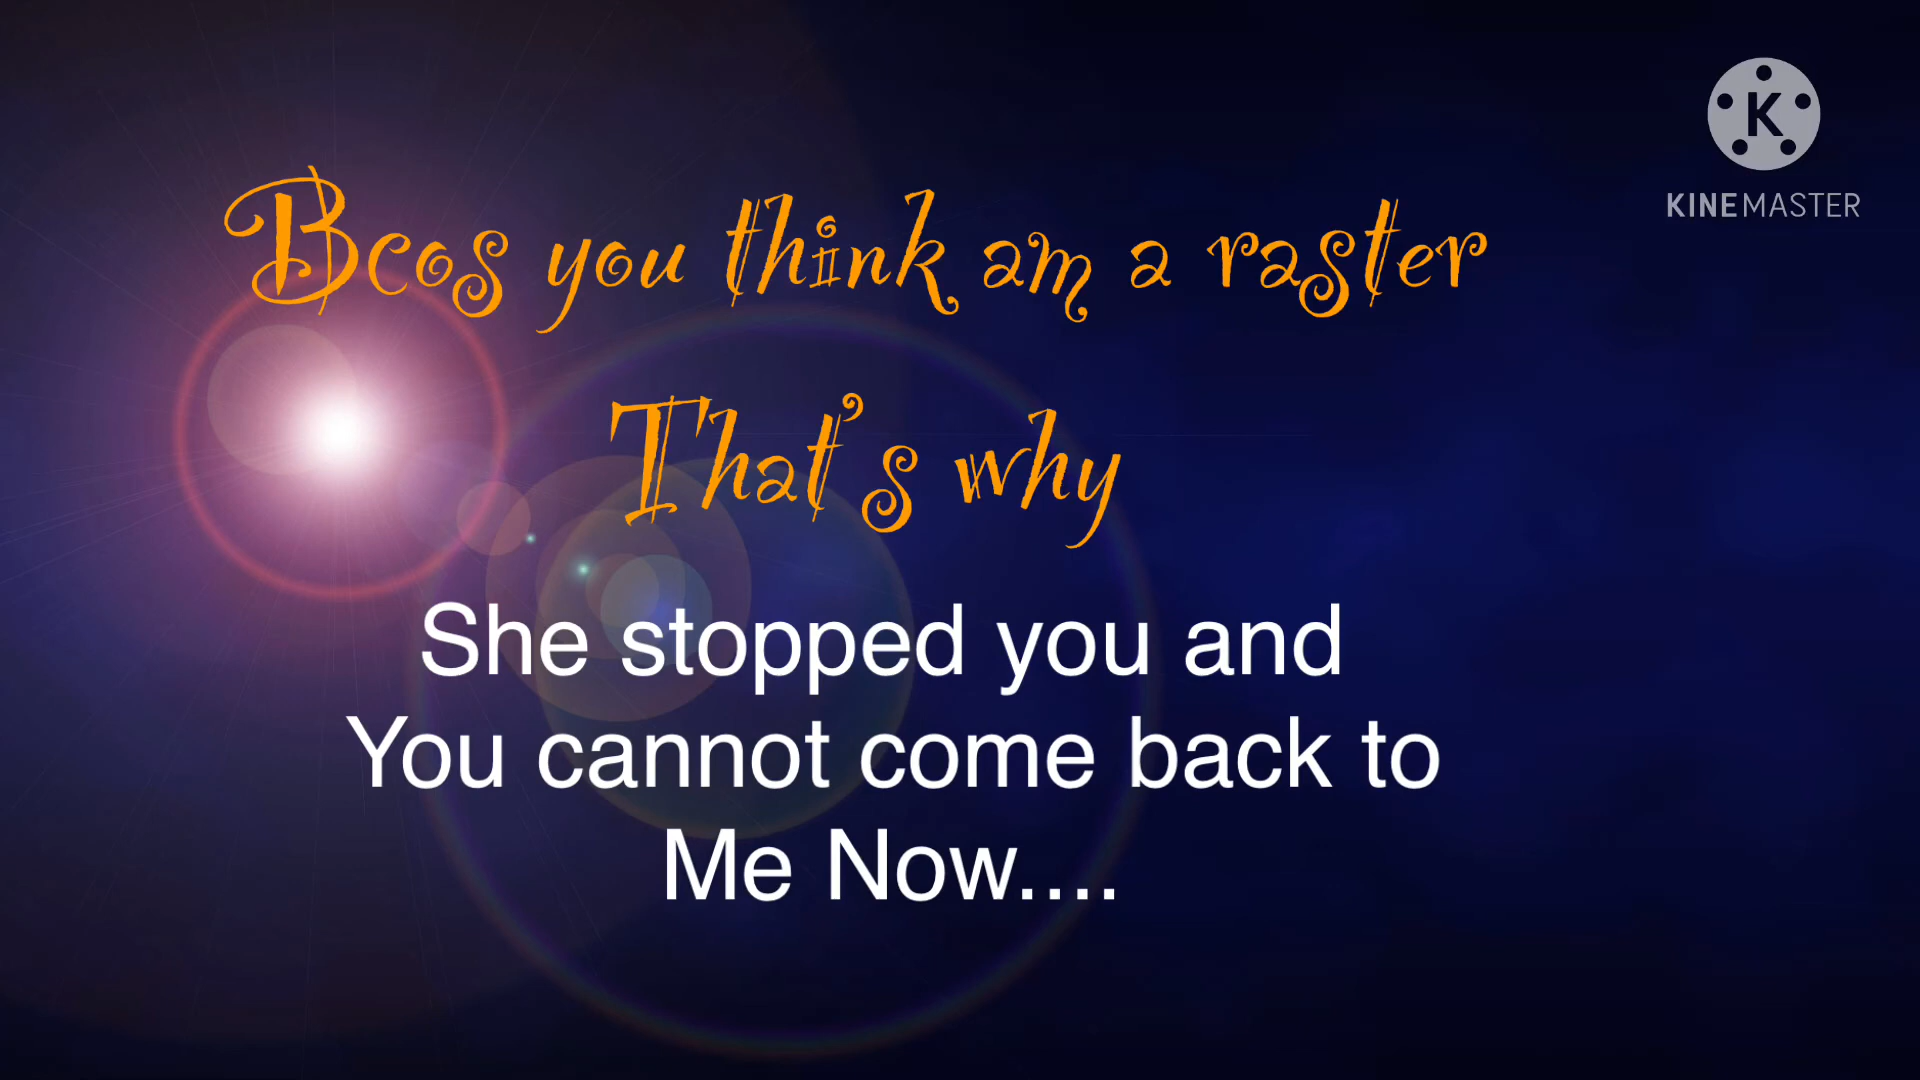 K
KINEMASTER
Bcos you think am a raster
That's why
She stopped you and
You cannot come back to
Me Now....